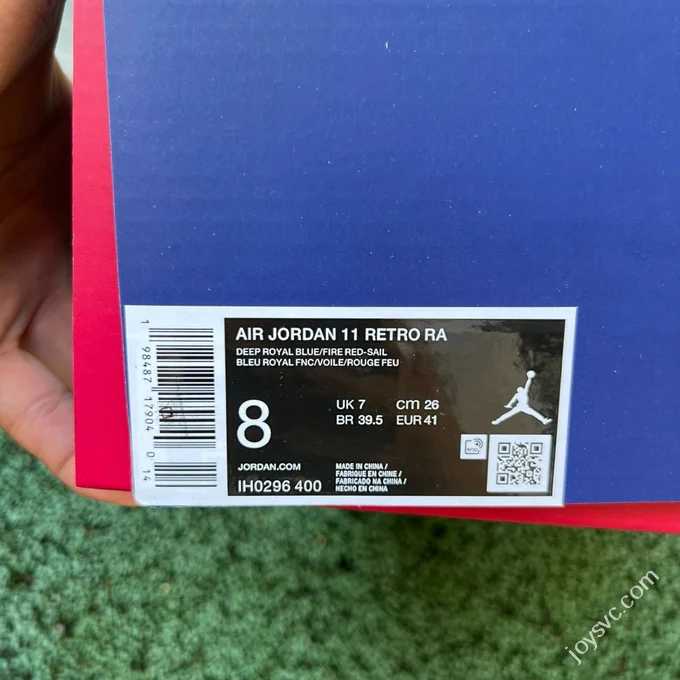 AIR JORDAN 11 RETRO RA
DEEP ROYAL BLUE/FIRE RED-SAIL
BLEU ROYAL FNC/VOILE/ROUGE FEU
8
UK 7 cm 26
BR 39.5 EUR 41
JORDAN.COM
IH0296 400
MADE IN CHINA/
FABRIQUE EN CHINE/
FABRICADO NA CHINA/
HECHO EN CHINA
1 98487 17904 0 14
joysvc.com